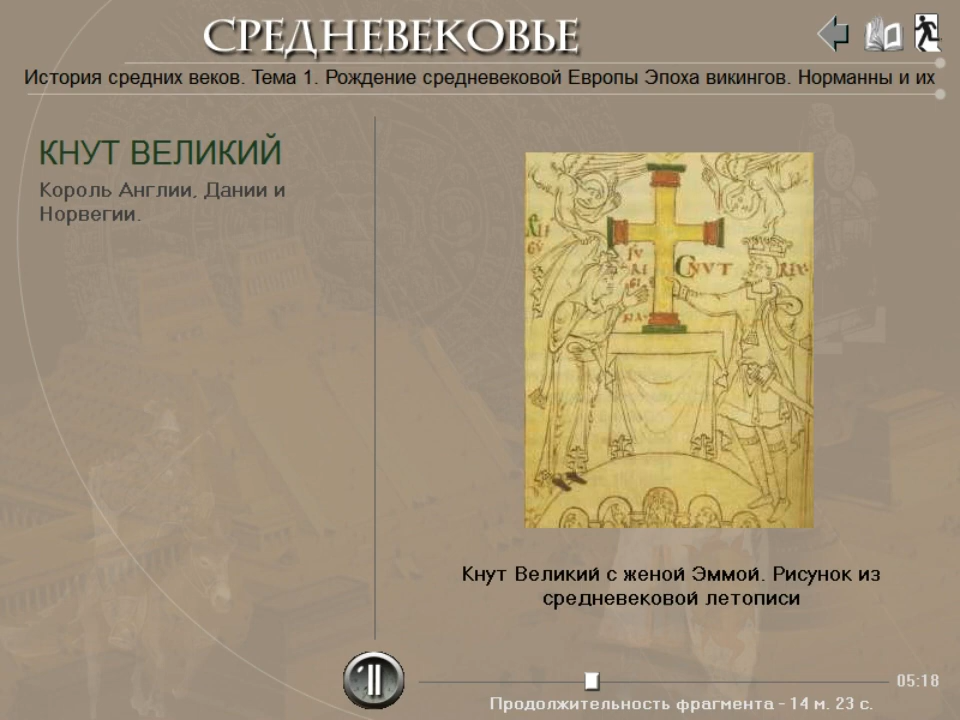 СРЕДНЕВЕКОВЬЕ
История средних веков. Тема 1. Рождение средневековой Европы Эпоха викингов. Норманны и их
КНУТ ВЕЛИКИЙ
Король Англии, Дании и
Норвегии.
CNUT
REX
Кнут Великий с женой Эммой. Рисунок из
средневековой летописи
05:18
Продолжительность фрагмента - 14 м. 23 с.